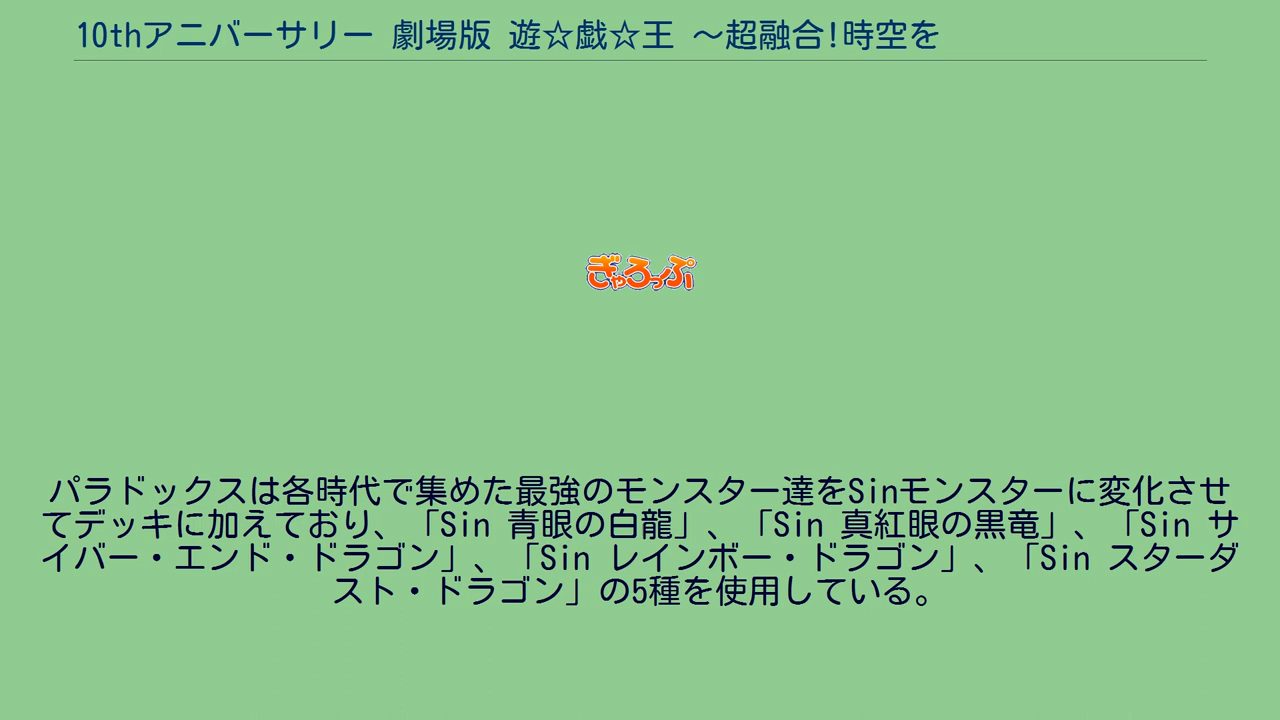 10thアニバーサリー 劇場版 遊☆戯☆王 ～超融合!時空を
ぎゃろっぷ
パラドックスは各時代で集めた最強のモンスター達をSinモンスターに変化させ
てデッキに加えており、「Sin 青眼の白龍」、「Sin 真紅眼の黒竜」、「Sin サ
イバー・エンド・ドラゴン」、「Sin レインボー・ドラゴン」、「Sin スターダ
スト・ドラゴン」の5種を使用している。